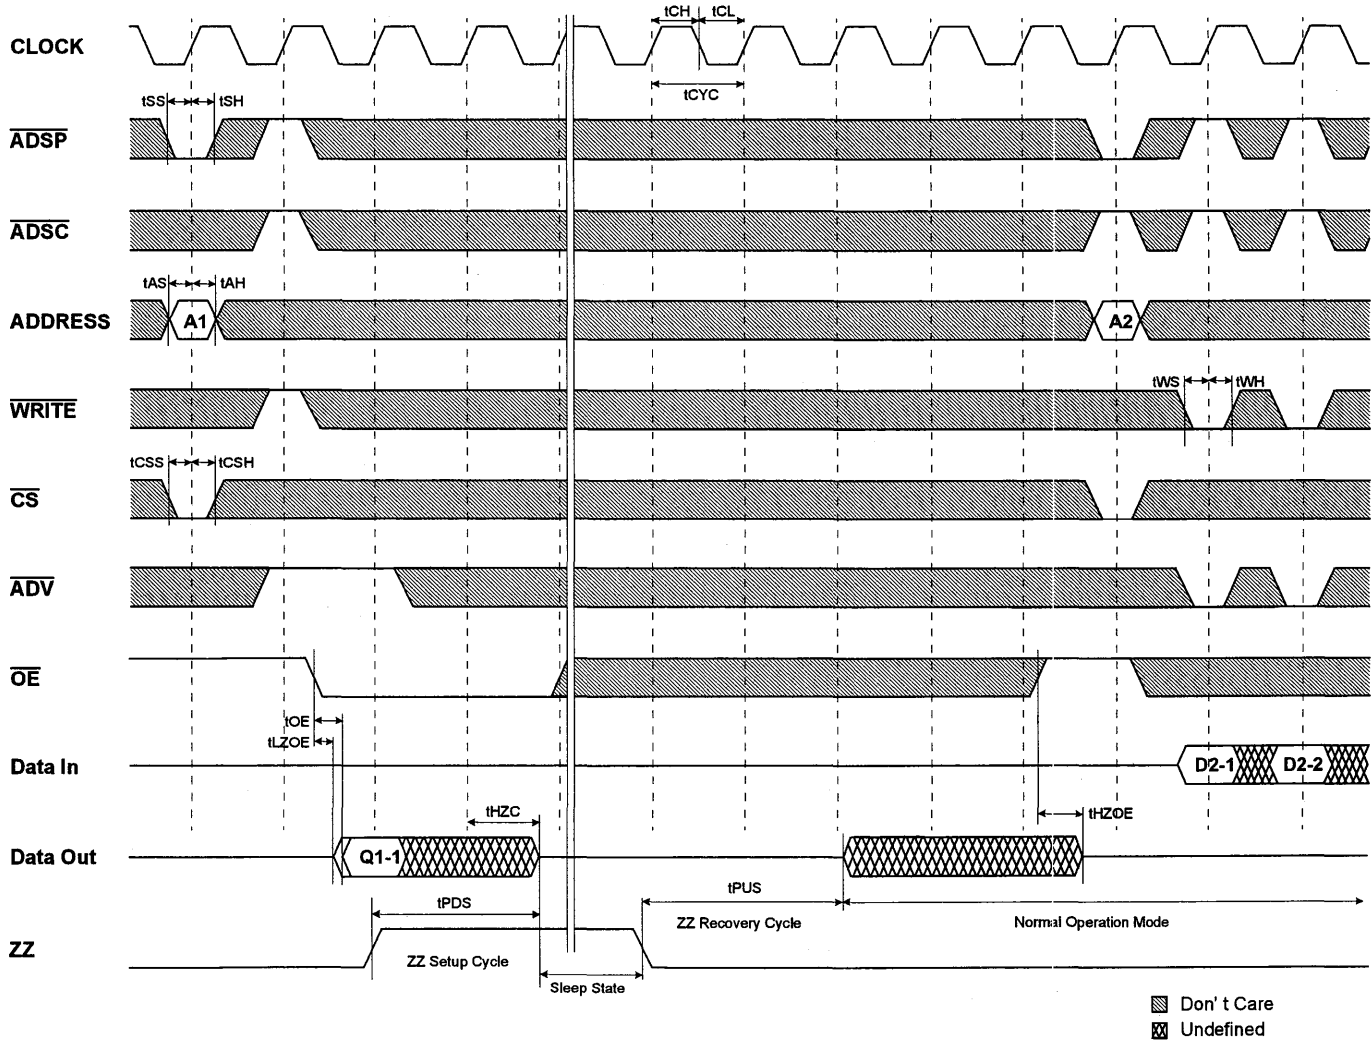 tCH tCL
CLOCK
tCYC
tSS tSH
ADSP
ADSC
tAS tAH
ADDRESS A1 A2
tWS tWH
WRITE
tCSS tCSH
CS
ADV
OE
tOE
tLZOE
Data In D2-1 D2-2
tHZC tHZOE
Data Out Q1-1
tPDS tPUS
ZZ Recovery Cycle Normal Operation Mode
ZZ ZZ Setup Cycle
Sleep State
Don' t Care
Undefined